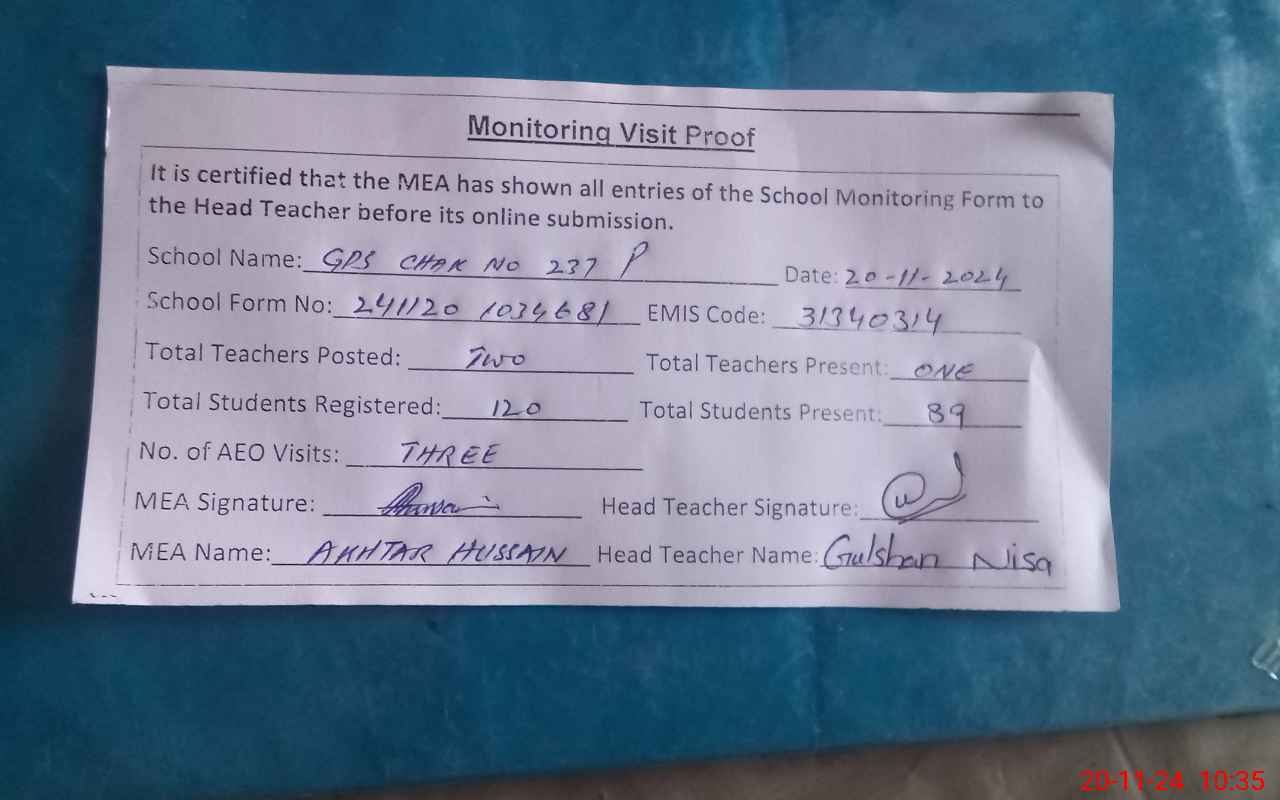 Monitoring Visit Proof
It is certified that the MEA has shown all entries of the School Monitoring Form to
the Head Teacher before its online submission.
School Name: GPS CHAK NO 237 P Date: 20-11-2024
School Form No: 241120 1034681 EMIS Code: 31340314
Total Teachers Posted: TWO Total Teachers Present: ONE
Total Students Registered: 120 Total Students Present: 89
No. of AEO Visits: THREE
MEA Signature: Head Teacher Signature:
MEA Name: AKHTAR HUSSAIN Head Teacher Name: Gulshan Nisa
20-11-24 10:35